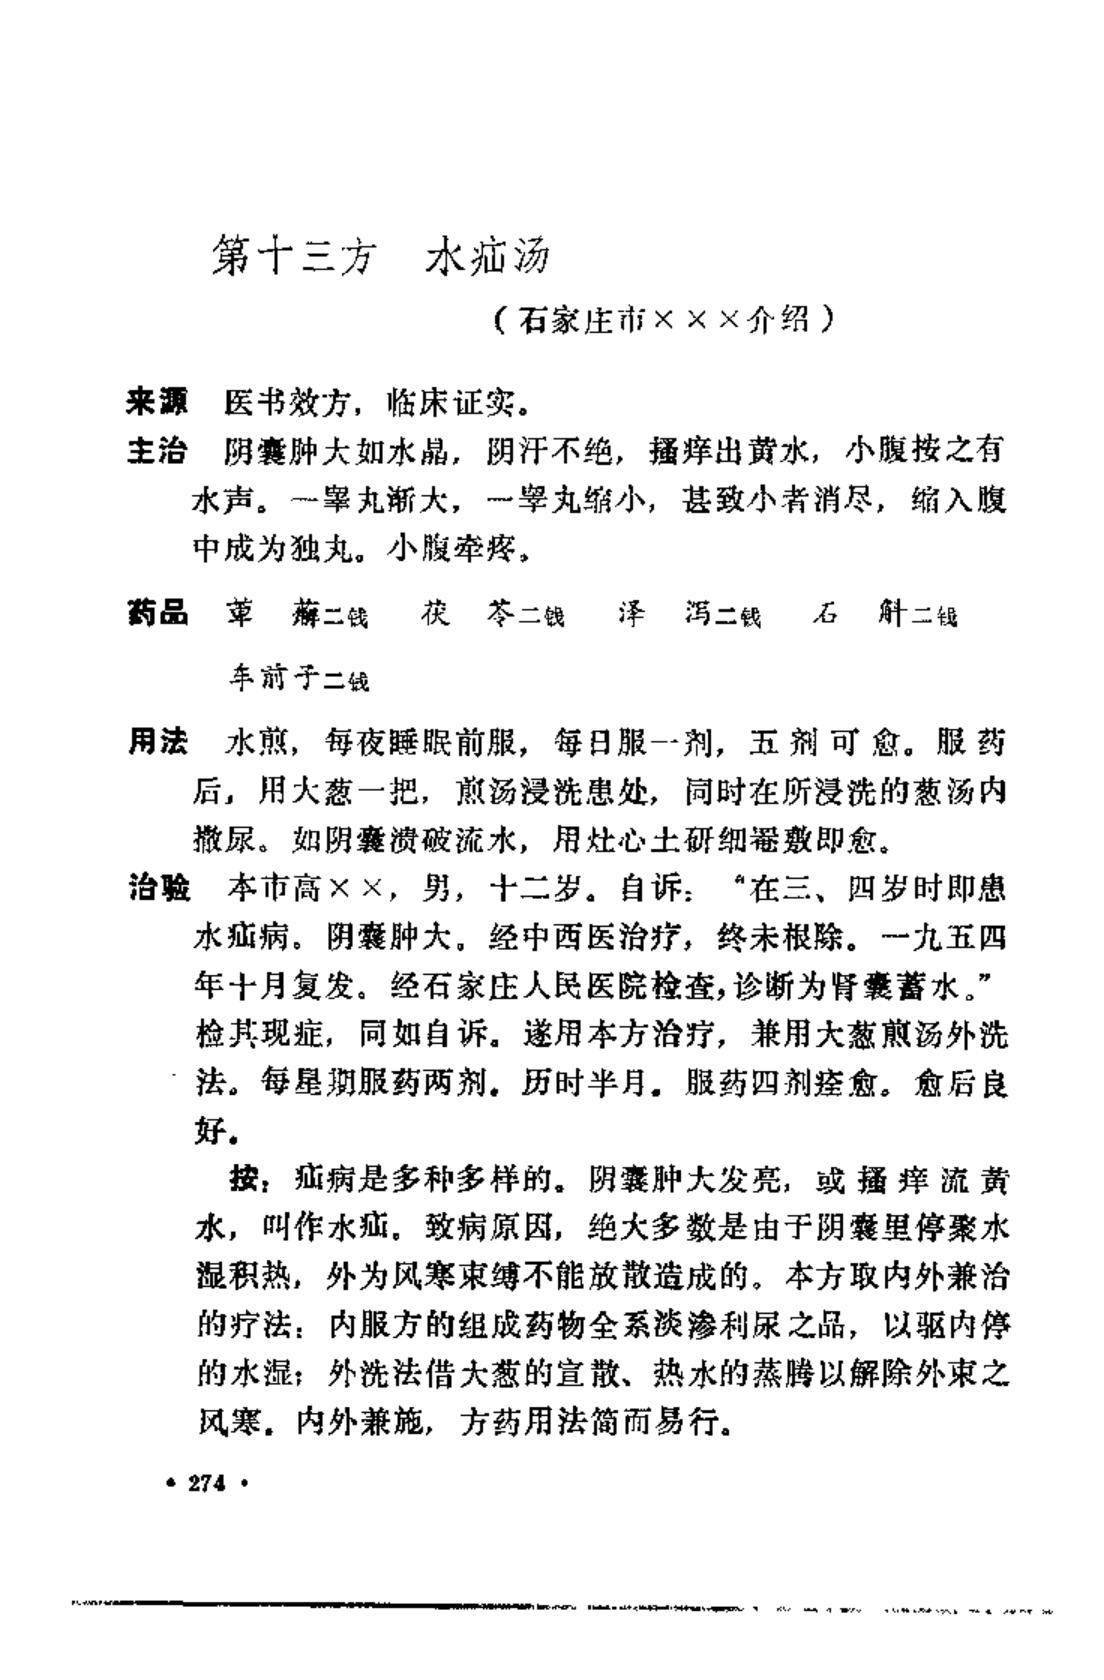 第十三方　水疝汤
（石家庄市×××介绍）
来源　医书效方，临床证实。
主治　阴囊肿大如水晶，阴汗不绝，搔痒出黄水，小腹按之有
水声。一睾丸渐大，一睾丸缩小，甚致小者消尽，缩入腹
中成为独丸。小腹牵疼。
药品　萆　薢二钱　茯　苓二钱　泽　泻二钱　石　斛二钱
车前子二钱
用法　水煎，每夜睡眠前服，每日服一剂，五剂可愈。服药
后，用大葱一把，煎汤浸洗患处，同时在所浸洗的葱汤内
撒尿。如阴囊溃破流水，用灶心土研细罨敷即愈。
治验　本市高××，男，十二岁。自诉：“在三、四岁时即患
水疝病。阴囊肿大。经中西医治疗，终未根除。一九五四
年十月复发。经石家庄人民医院检查，诊断为肾囊蓄水。”
检其现症，同如自诉。遂用本方治疗，兼用大葱煎汤外洗
法。每星期服药两剂。历时半月。服药四剂痊愈。愈后良
好。
按：疝病是多种多样的。阴囊肿大发亮，或搔痒流黄
水，叫作水疝。致病原因，绝大多数是由于阴囊里停聚水
湿积热，外为风寒束缚不能放散造成的。本方取内外兼治
的疗法：内服方的组成药物全系淡渗利尿之品，以驱内停
的水湿；外洗法借大葱的宣散、热水的蒸腾以解除外束之
风寒。内外兼施，方药用法简而易行。
• 274 •